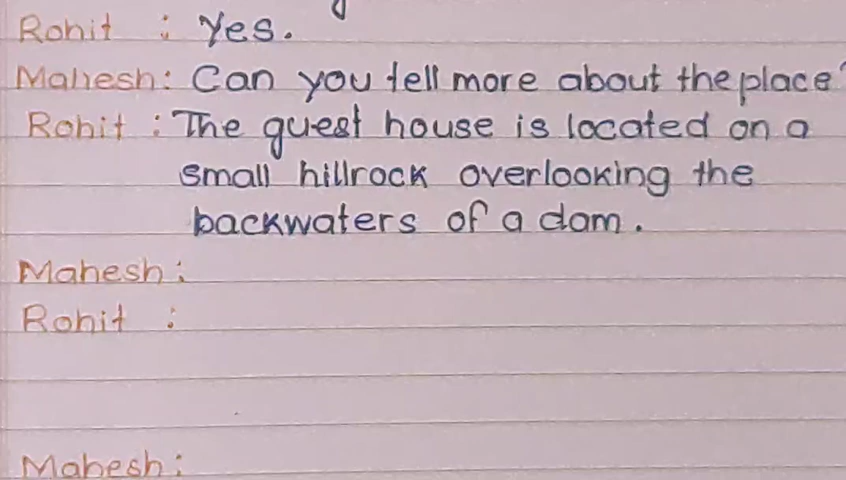 Rohit : Yes.
Mahesh: Can you tell more about the place?
Rohit : The guest house is located on a
small hillrock overlooking the
backwaters of a dam.
Mahesh:
Rohit :
Mahesh: